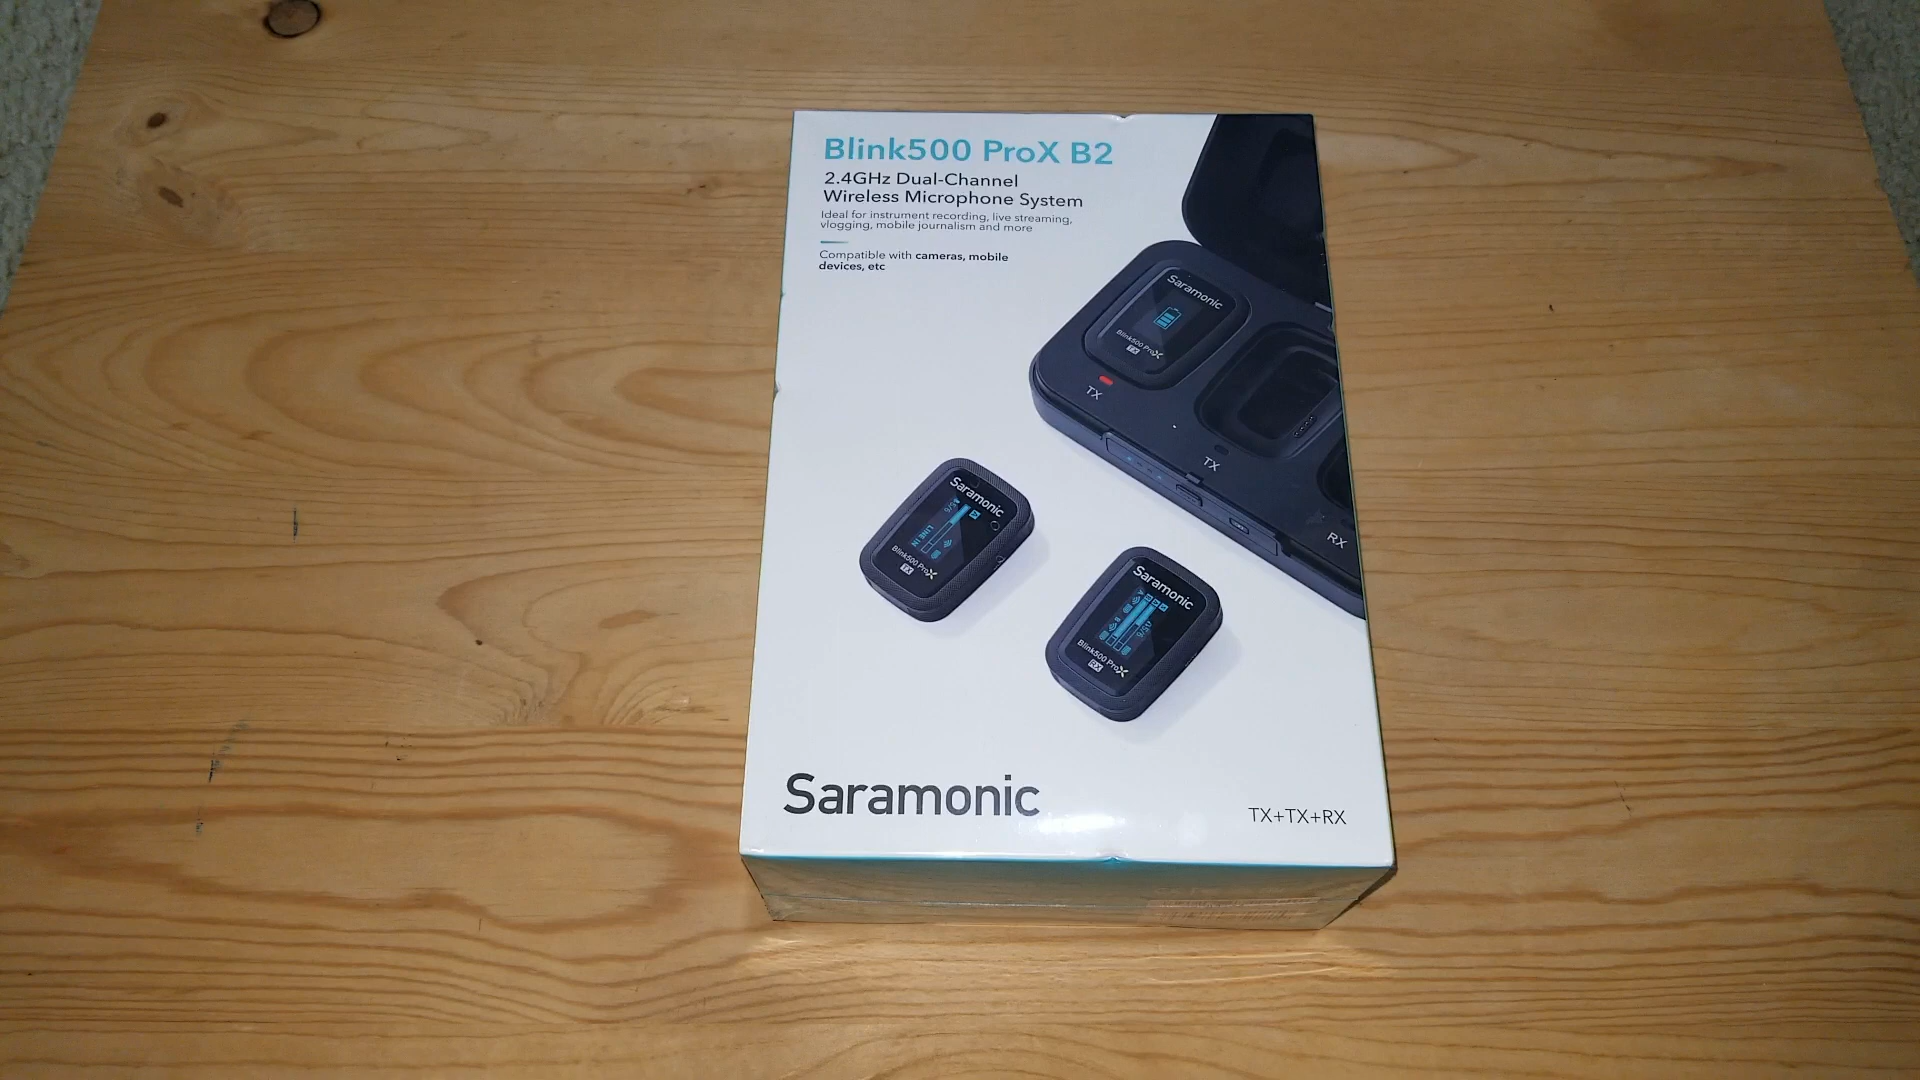 Blink500 ProX B2
2.4GHz Dual-Channel
Wireless Microphone System
Ideal for instrument recording, live streaming,
vlogging, mobile journalism and more
Compatible with cameras, mobile
devices, etc
Saramonic
Blink500 ProX
TX
TX
TX
RX
Saramonic
LINE IN
Blink500 ProX
TX
Saramonic
Blink500 ProX
RX
Saramonic
TX+TX+RX